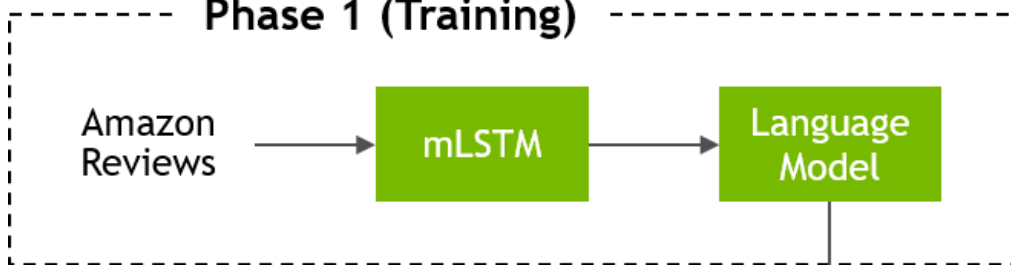 Phase 1 (Training)
Amazon
Reviews
mLSTM
Language
Model